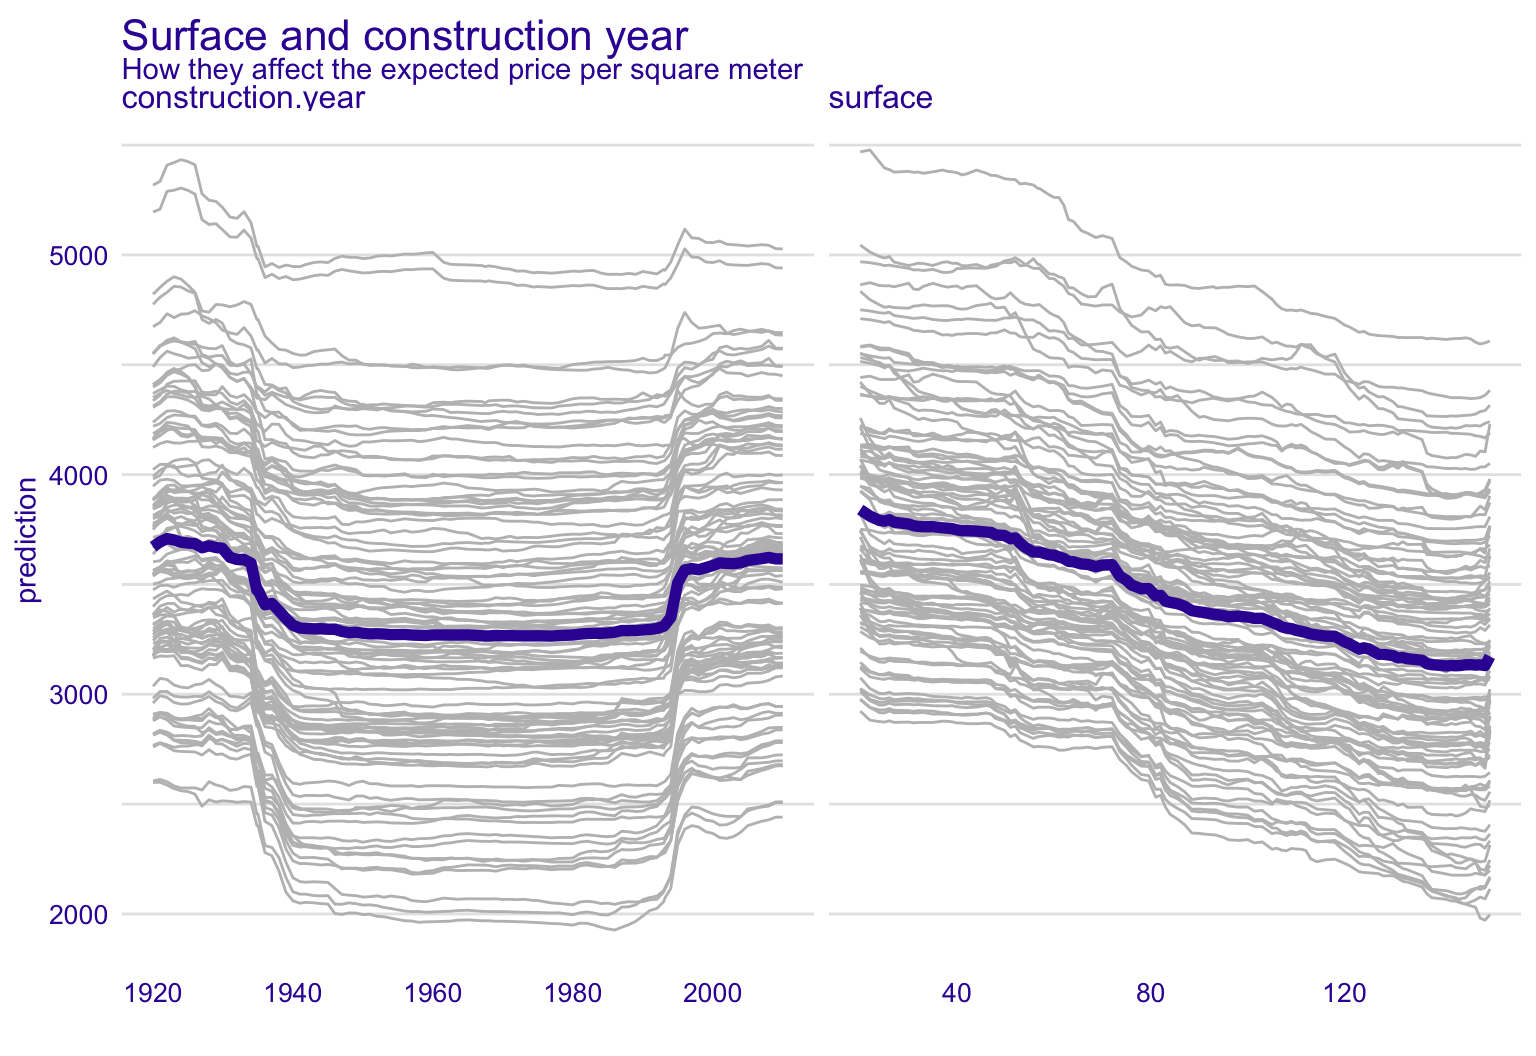 Surface and construction year
How they affect the expected price per square meter
construction.year
surface
prediction
5000
4000
3000
2000
1920 1940 1960 1980 2000
40 80 120